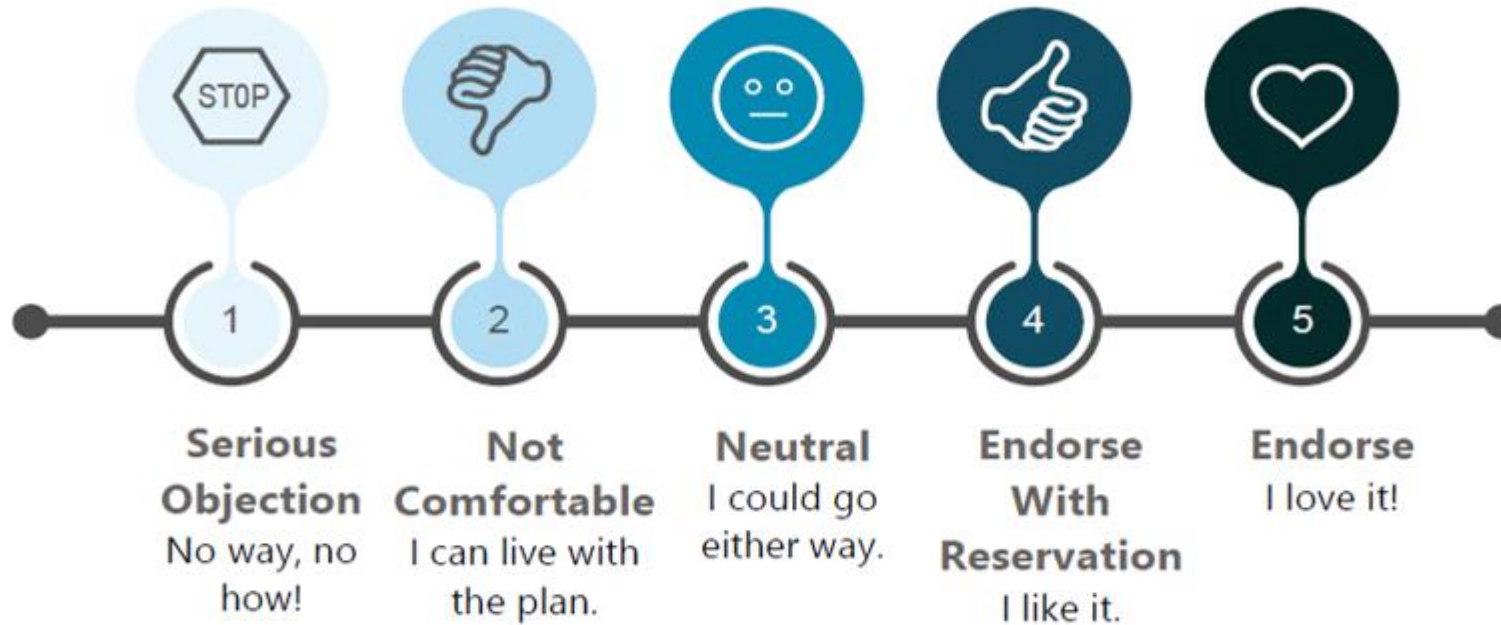 STOP
1
2
3
4
5
Serious
Objection
No way, no
how!
Not
Comfortable
I can live with
the plan.
Neutral
I could go
either way.
Endorse
With
Reservation
I like it.
Endorse
I love it!